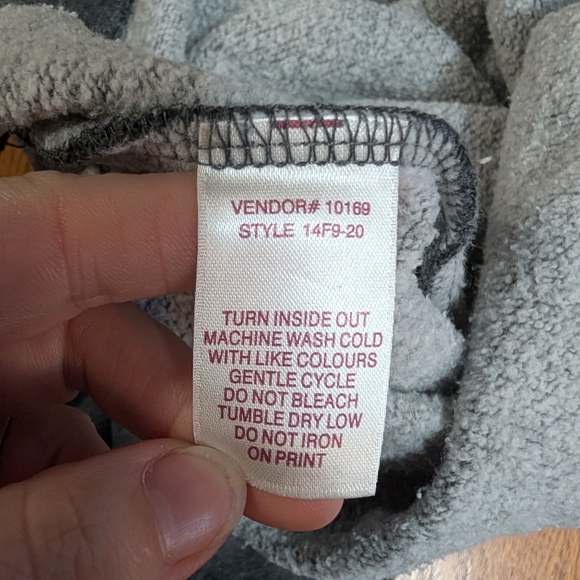 VENDOR# 10169
STYLE 14F9-20
TURN INSIDE OUT
MACHINE WASH COLD
WITH LIKE COLOURS
GENTLE CYCLE
DO NOT BLEACH
TUMBLE DRY LOW
DO NOT IRON
ON PRINT